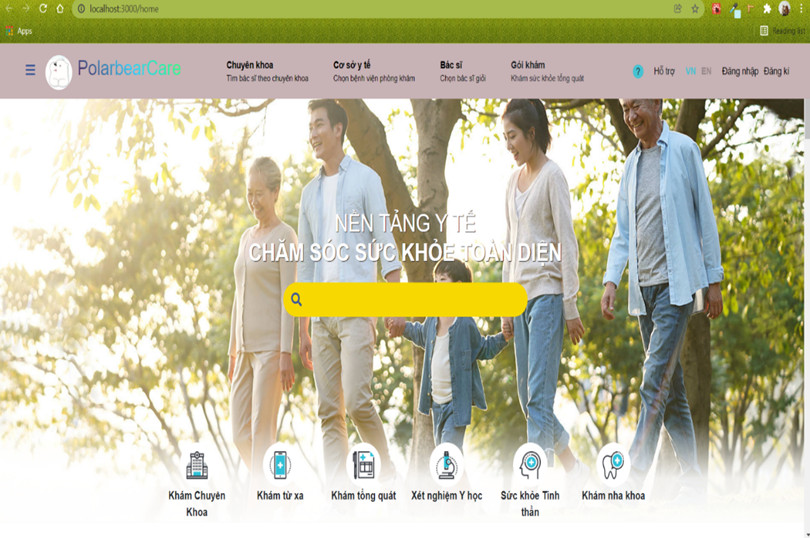 localhost:3000/home
Apps
Reading list
PolarbearCare
Chuyên khoa
Tìm bác sĩ theo chuyên khoa
Cơ sở y tế
Chọn bệnh viện phòng khám
Bác sĩ
Chọn bác sĩ giỏi
Gói khám
Khám sức khỏe tổng quát
?
Hỗ trợ
VN EN
Đăng nhập Đăng kí
NỀN TẢNG Y TẾ
CHĂM SÓC SỨC KHỎE TOÀN DIỆN
Khám Chuyên
Khoa
Khám từ xa
Khám tổng quát
Xét nghiệm Y học
Sức khỏe Tinh
thần
Khám nha khoa